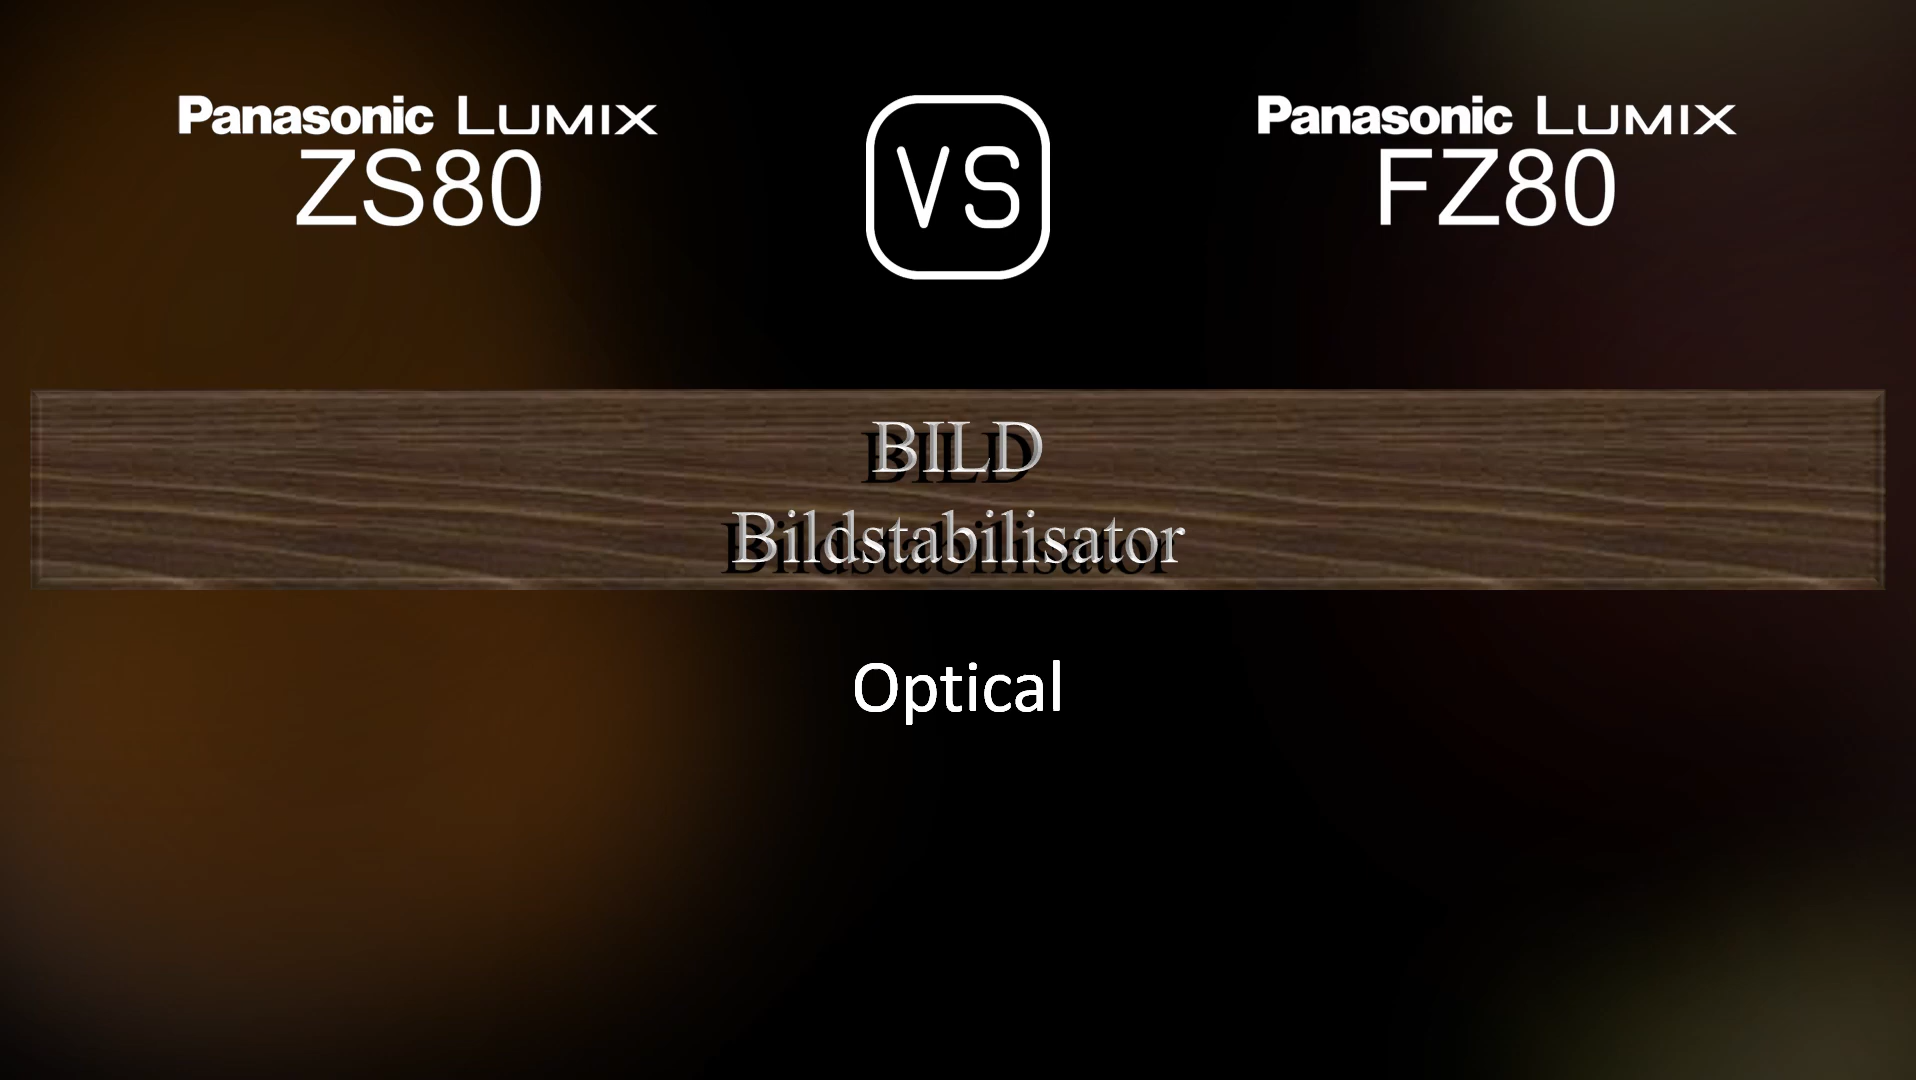 Panasonic LUMIX
ZS80
VS
Panasonic LUMIX
FZ80
BILD
Bildstabilisator
Optical